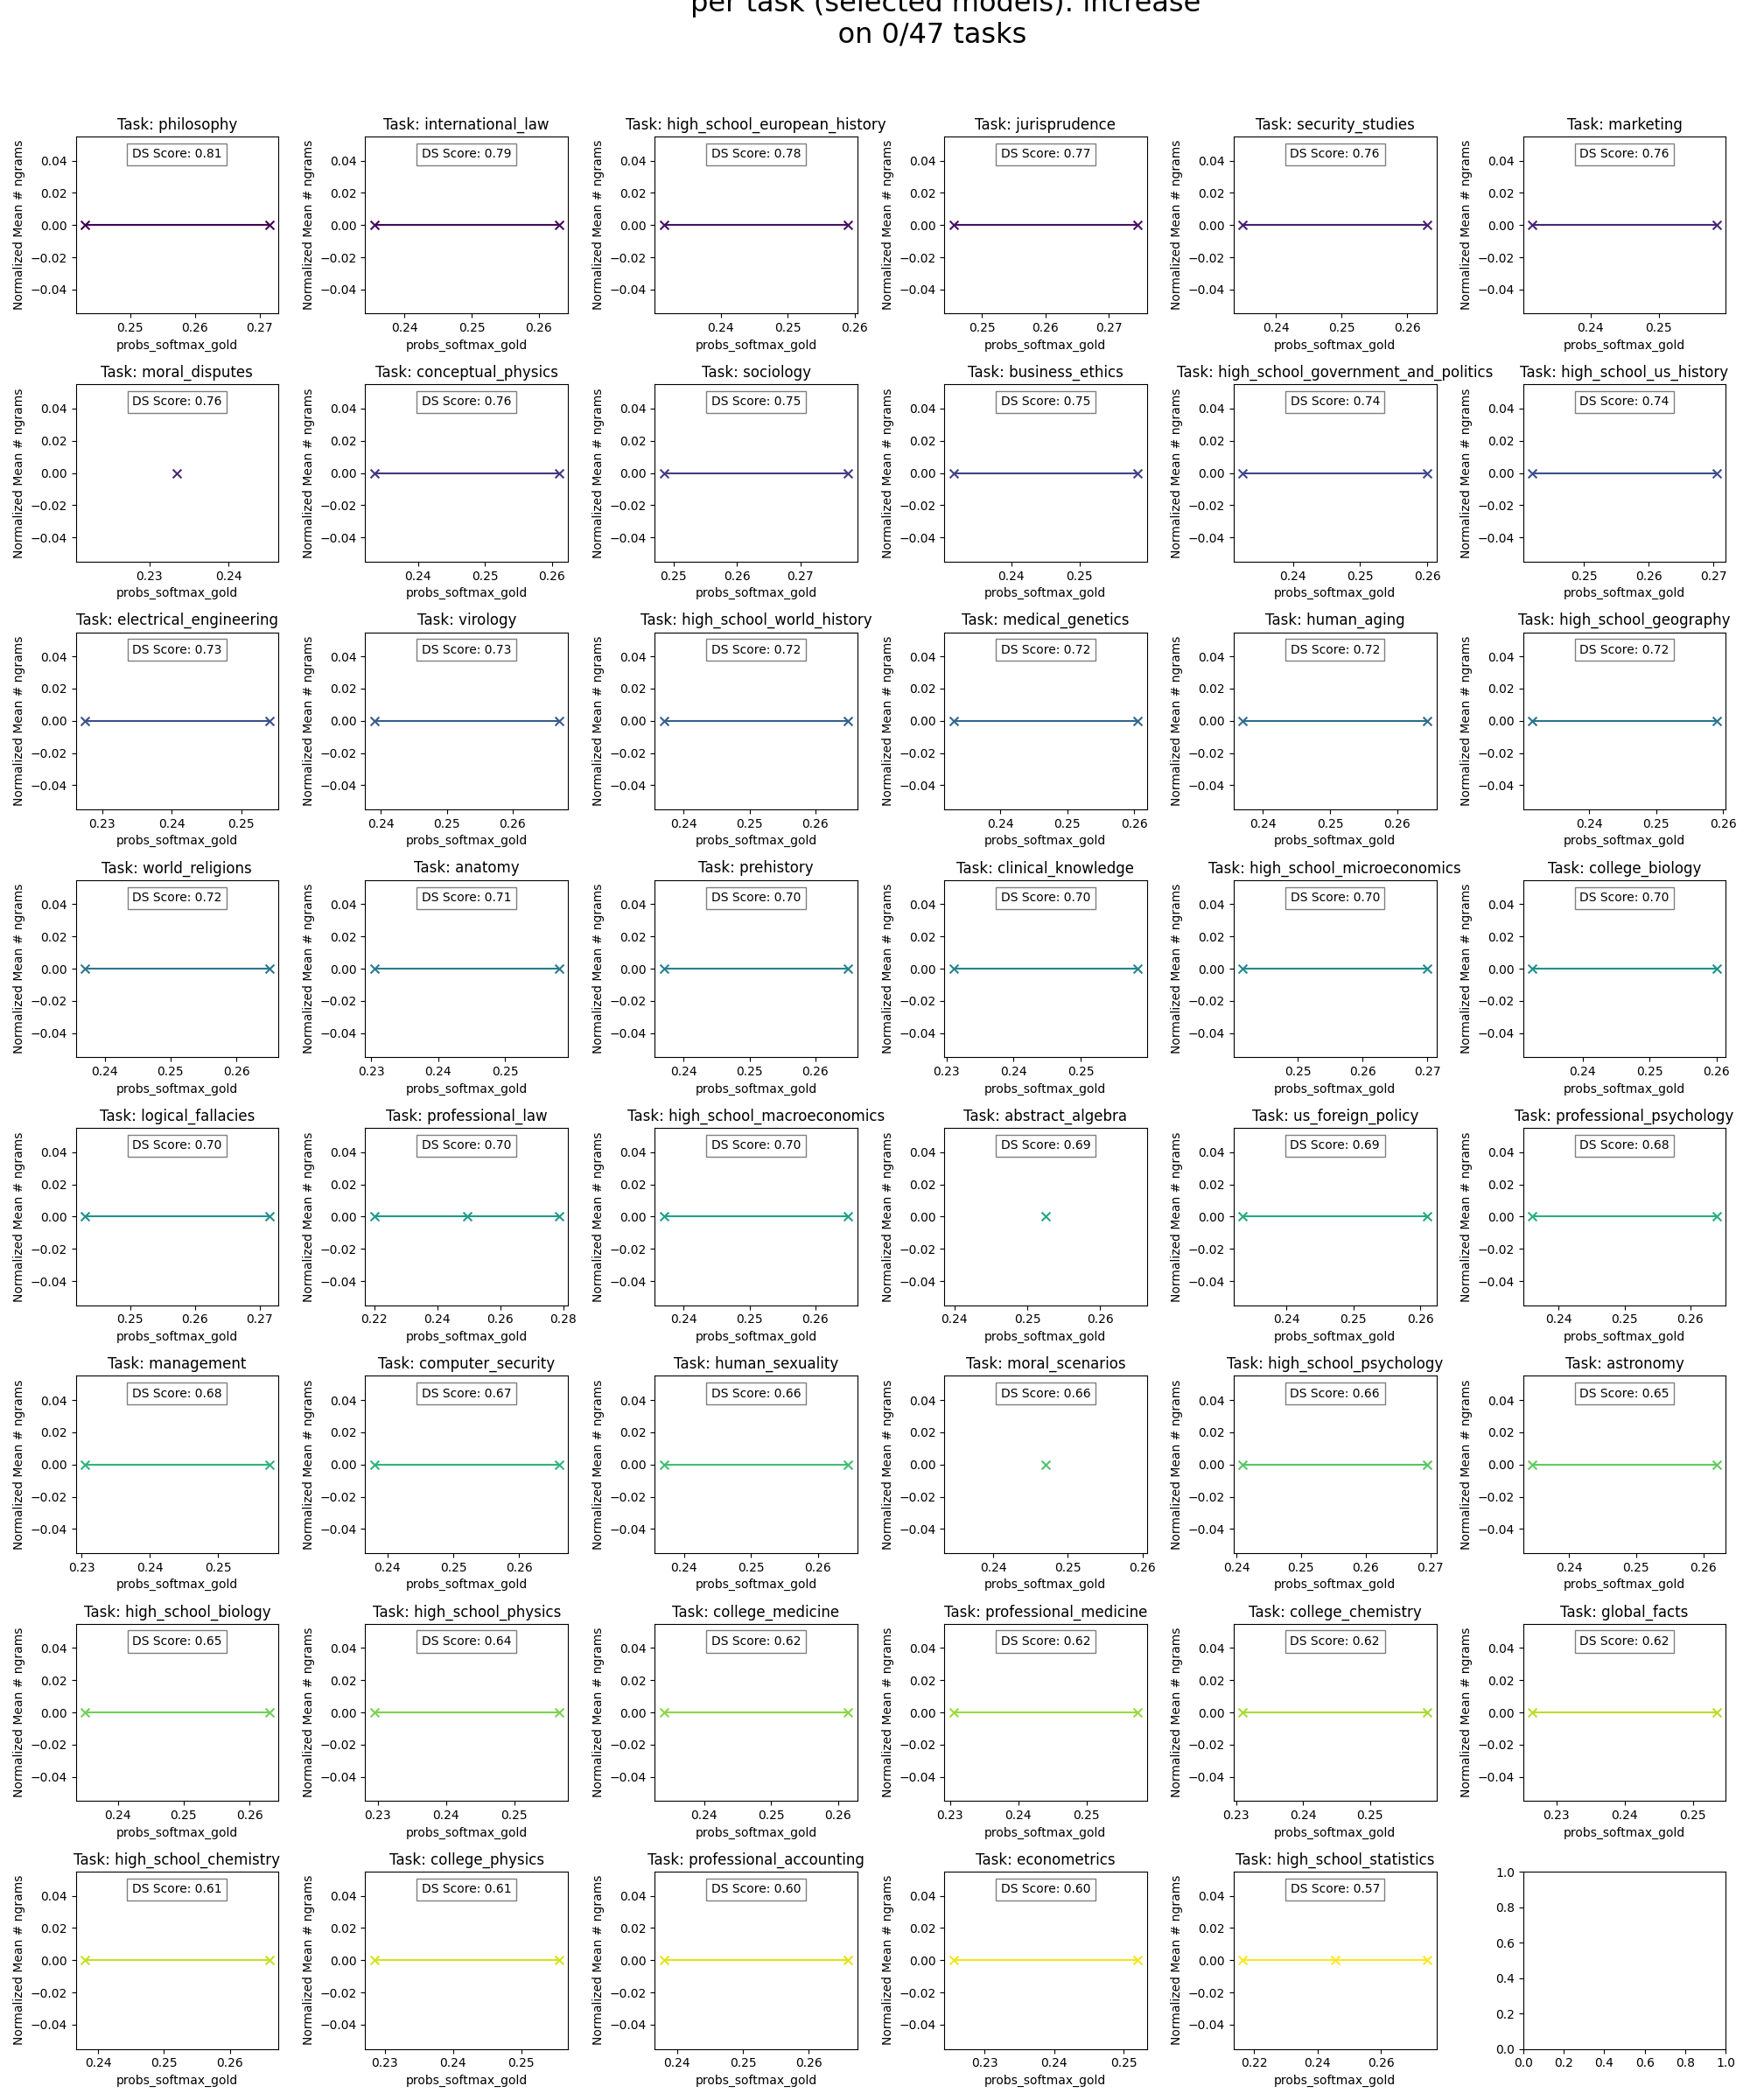 per task (selected models): Increase
on 0/47 tasks
Task: philosophy Task: international_law Task: high_school_european_history Task: jurisprudence Task: security_studies Task: marketing
DS Score: 0.81 DS Score: 0.79 DS Score: 0.78 DS Score: 0.77 DS Score: 0.76 DS Score: 0.76
Normalized Mean # ngrams Normalized Mean # ngrams Normalized Mean # ngrams Normalized Mean # ngrams Normalized Mean # ngrams Normalized Mean # ngrams
0.04 0.04 0.04 0.04 0.04 0.04
0.02 0.02 0.02 0.02 0.02 0.02
0.00 0.00 0.00 0.00 0.00 0.00
−0.02 −0.02 −0.02 −0.02 −0.02 −0.02
−0.04 −0.04 −0.04 −0.04 −0.04 −0.04
0.25 0.26 0.27 0.24 0.25 0.26 0.24 0.25 0.26 0.25 0.26 0.27 0.24 0.25 0.26 0.24 0.25
probs_softmax_gold probs_softmax_gold probs_softmax_gold probs_softmax_gold probs_softmax_gold probs_softmax_gold
Task: moral_disputes Task: conceptual_physics Task: sociology Task: business_ethics Task: high_school_government_and_politics Task: high_school_us_history
DS Score: 0.76 DS Score: 0.76 DS Score: 0.75 DS Score: 0.75 DS Score: 0.74 DS Score: 0.74
Normalized Mean # ngrams Normalized Mean # ngrams Normalized Mean # ngrams Normalized Mean # ngrams Normalized Mean # ngrams Normalized Mean # ngrams
0.04 0.04 0.04 0.04 0.04 0.04
0.02 0.02 0.02 0.02 0.02 0.02
0.00 0.00 0.00 0.00 0.00 0.00
−0.02 −0.02 −0.02 −0.02 −0.02 −0.02
−0.04 −0.04 −0.04 −0.04 −0.04 −0.04
0.23 0.24 0.24 0.25 0.26 0.25 0.26 0.27 0.24 0.25 0.24 0.25 0.26 0.25 0.26 0.27
probs_softmax_gold probs_softmax_gold probs_softmax_gold probs_softmax_gold probs_softmax_gold probs_softmax_gold
Task: electrical_engineering Task: virology Task: high_school_world_history Task: medical_genetics Task: human_aging Task: high_school_geography
DS Score: 0.73 DS Score: 0.73 DS Score: 0.72 DS Score: 0.72 DS Score: 0.72 DS Score: 0.72
Normalized Mean # ngrams Normalized Mean # ngrams Normalized Mean # ngrams Normalized Mean # ngrams Normalized Mean # ngrams Normalized Mean # ngrams
0.04 0.04 0.04 0.04 0.04 0.04
0.02 0.02 0.02 0.02 0.02 0.02
0.00 0.00 0.00 0.00 0.00 0.00
−0.02 −0.02 −0.02 −0.02 −0.02 −0.02
−0.04 −0.04 −0.04 −0.04 −0.04 −0.04
0.23 0.24 0.25 0.24 0.25 0.26 0.24 0.25 0.26 0.24 0.25 0.26 0.24 0.25 0.26 0.24 0.25 0.26
probs_softmax_gold probs_softmax_gold probs_softmax_gold probs_softmax_gold probs_softmax_gold probs_softmax_gold
Task: world_religions Task: anatomy Task: prehistory Task: clinical_knowledge Task: high_school_microeconomics Task: college_biology
DS Score: 0.72 DS Score: 0.71 DS Score: 0.70 DS Score: 0.70 DS Score: 0.70 DS Score: 0.70
Normalized Mean # ngrams Normalized Mean # ngrams Normalized Mean # ngrams Normalized Mean # ngrams Normalized Mean # ngrams Normalized Mean # ngrams
0.04 0.04 0.04 0.04 0.04 0.04
0.02 0.02 0.02 0.02 0.02 0.02
0.00 0.00 0.00 0.00 0.00 0.00
−0.02 −0.02 −0.02 −0.02 −0.02 −0.02
−0.04 −0.04 −0.04 −0.04 −0.04 −0.04
0.24 0.25 0.26 0.23 0.24 0.25 0.24 0.25 0.26 0.23 0.24 0.25 0.25 0.26 0.27 0.24 0.25 0.26
probs_softmax_gold probs_softmax_gold probs_softmax_gold probs_softmax_gold probs_softmax_gold probs_softmax_gold
Task: logical_fallacies Task: professional_law Task: high_school_macroeconomics Task: abstract_algebra Task: us_foreign_policy Task: professional_psychology
DS Score: 0.70 DS Score: 0.70 DS Score: 0.70 DS Score: 0.69 DS Score: 0.69 DS Score: 0.68
Normalized Mean # ngrams Normalized Mean # ngrams Normalized Mean # ngrams Normalized Mean # ngrams Normalized Mean # ngrams Normalized Mean # ngrams
0.04 0.04 0.04 0.04 0.04 0.04
0.02 0.02 0.02 0.02 0.02 0.02
0.00 0.00 0.00 0.00 0.00 0.00
−0.02 −0.02 −0.02 −0.02 −0.02 −0.02
−0.04 −0.04 −0.04 −0.04 −0.04 −0.04
0.25 0.26 0.27 0.22 0.24 0.26 0.28 0.24 0.25 0.26 0.24 0.25 0.26 0.24 0.25 0.26 0.24 0.25 0.26
probs_softmax_gold probs_softmax_gold probs_softmax_gold probs_softmax_gold probs_softmax_gold probs_softmax_gold
Task: management Task: computer_security Task: human_sexuality Task: moral_scenarios Task: high_school_psychology Task: astronomy
DS Score: 0.68 DS Score: 0.67 DS Score: 0.66 DS Score: 0.66 DS Score: 0.66 DS Score: 0.65
Normalized Mean # ngrams Normalized Mean # ngrams Normalized Mean # ngrams Normalized Mean # ngrams Normalized Mean # ngrams Normalized Mean # ngrams
0.04 0.04 0.04 0.04 0.04 0.04
0.02 0.02 0.02 0.02 0.02 0.02
0.00 0.00 0.00 0.00 0.00 0.00
−0.02 −0.02 −0.02 −0.02 −0.02 −0.02
−0.04 −0.04 −0.04 −0.04 −0.04 −0.04
0.23 0.24 0.25 0.24 0.25 0.26 0.24 0.25 0.26 0.24 0.25 0.26 0.24 0.25 0.26 0.27 0.24 0.25 0.26
probs_softmax_gold probs_softmax_gold probs_softmax_gold probs_softmax_gold probs_softmax_gold probs_softmax_gold
Task: high_school_biology Task: high_school_physics Task: college_medicine Task: professional_medicine Task: college_chemistry Task: global_facts
DS Score: 0.65 DS Score: 0.64 DS Score: 0.62 DS Score: 0.62 DS Score: 0.62 DS Score: 0.62
Normalized Mean # ngrams Normalized Mean # ngrams Normalized Mean # ngrams Normalized Mean # ngrams Normalized Mean # ngrams Normalized Mean # ngrams
0.04 0.04 0.04 0.04 0.04 0.04
0.02 0.02 0.02 0.02 0.02 0.02
0.00 0.00 0.00 0.00 0.00 0.00
−0.02 −0.02 −0.02 −0.02 −0.02 −0.02
−0.04 −0.04 −0.04 −0.04 −0.04 −0.04
0.24 0.25 0.26 0.23 0.24 0.25 0.24 0.25 0.26 0.23 0.24 0.25 0.23 0.24 0.25 0.23 0.24 0.25
probs_softmax_gold probs_softmax_gold probs_softmax_gold probs_softmax_gold probs_softmax_gold probs_softmax_gold
Task: high_school_chemistry Task: college_physics Task: professional_accounting Task: econometrics Task: high_school_statistics
DS Score: 0.61 DS Score: 0.61 DS Score: 0.60 DS Score: 0.60 DS Score: 0.57
Normalized Mean # ngrams Normalized Mean # ngrams Normalized Mean # ngrams Normalized Mean # ngrams Normalized Mean # ngrams
0.04 0.04 0.04 0.04 0.04 1.0
0.02 0.02 0.02 0.02 0.02 0.8
0.00 0.00 0.00 0.00 0.00 0.6
−0.02 −0.02 −0.02 −0.02 −0.02 0.4
−0.04 −0.04 −0.04 −0.04 −0.04 0.2
0.0
0.24 0.25 0.26 0.23 0.24 0.25 0.24 0.25 0.26 0.23 0.24 0.25 0.22 0.24 0.26 0.0 0.2 0.4 0.6 0.8 1.0
probs_softmax_gold probs_softmax_gold probs_softmax_gold probs_softmax_gold probs_softmax_gold